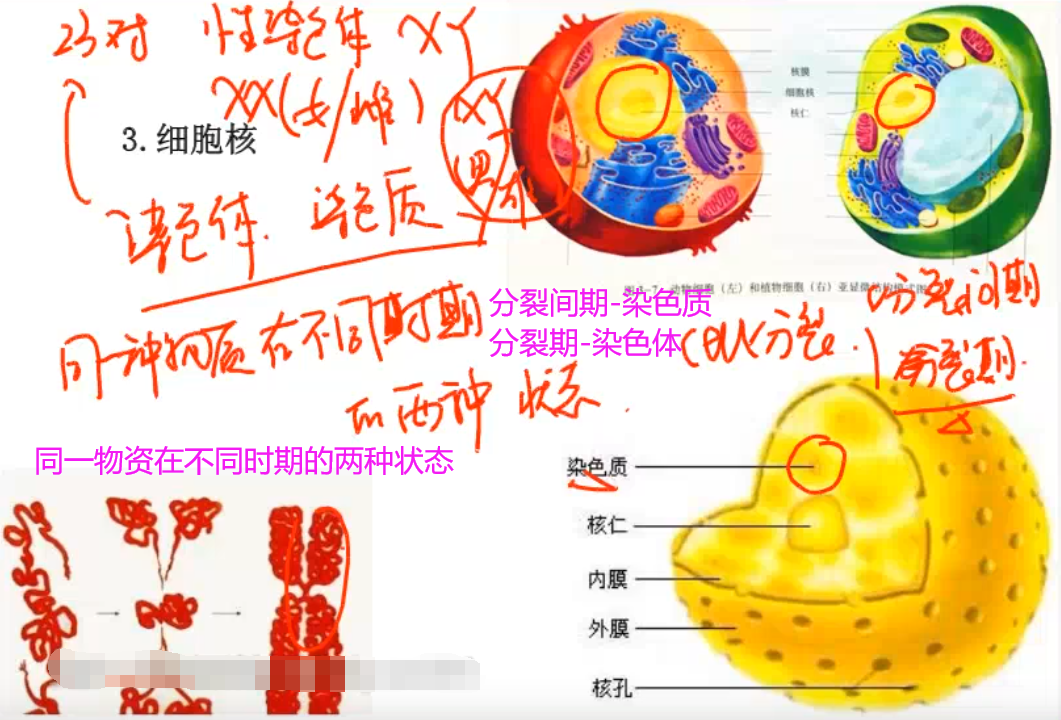 23对 性染色体 XY
XX(女/雌) XY
男
3.细胞核
染色体. 染色质
同一种物质在不同时期
的两种 状态.
分裂间期-染色质
分裂期-染色体
(有丝分裂.)
分裂间期
分裂期.
同一物资在不同时期的两种状态
核膜
细胞核
核仁
动物细胞(左)和植物细胞(右)亚显微结构模式图
染色质
核仁
内膜
外膜
核孔